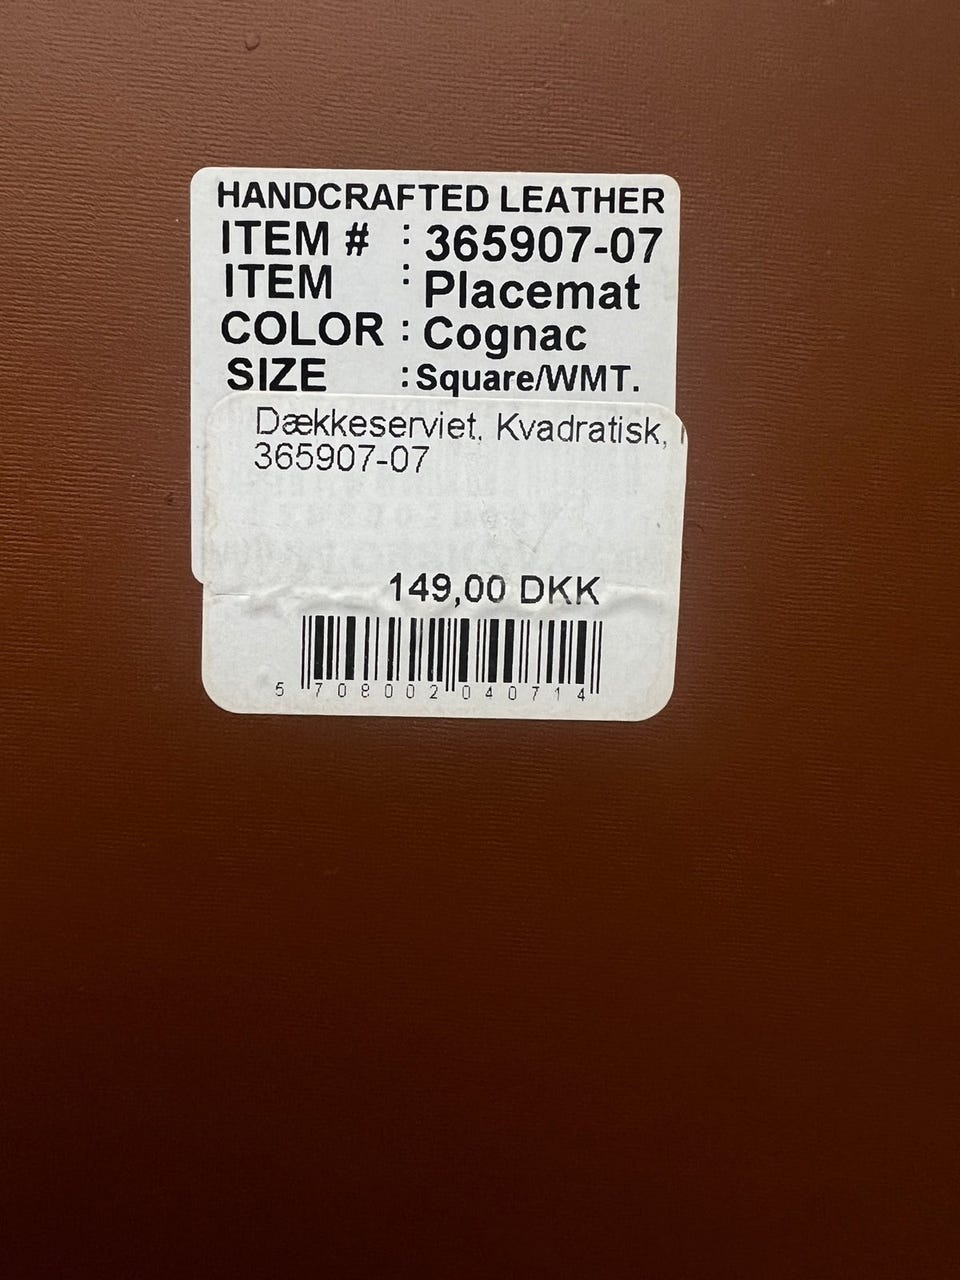 HANDCRAFTED LEATHER
ITEM # : 365907-07
ITEM : Placemat
COLOR : Cognac
SIZE : Square/WMT.
Dækkeserviet, Kvadratisk,
365907-07
149,00 DKK
5 708002 040714